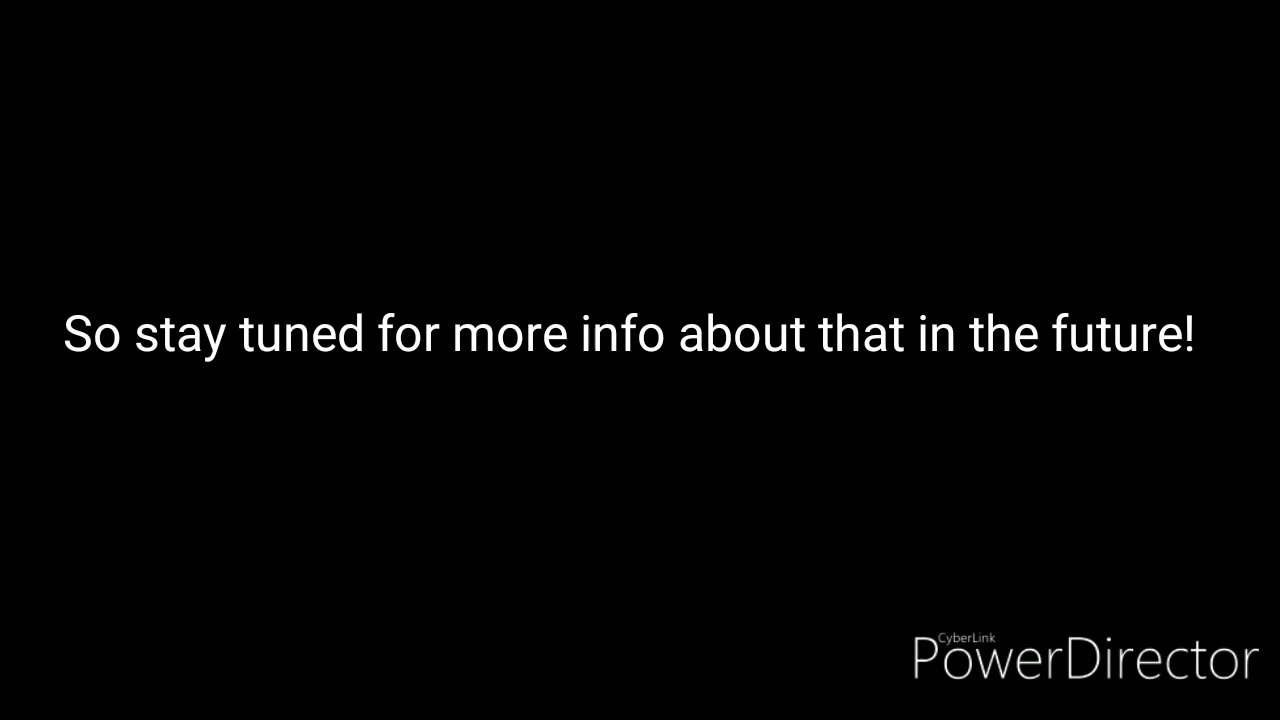 So stay tuned for more info about that in the future!
CyberLink
PowerDirector